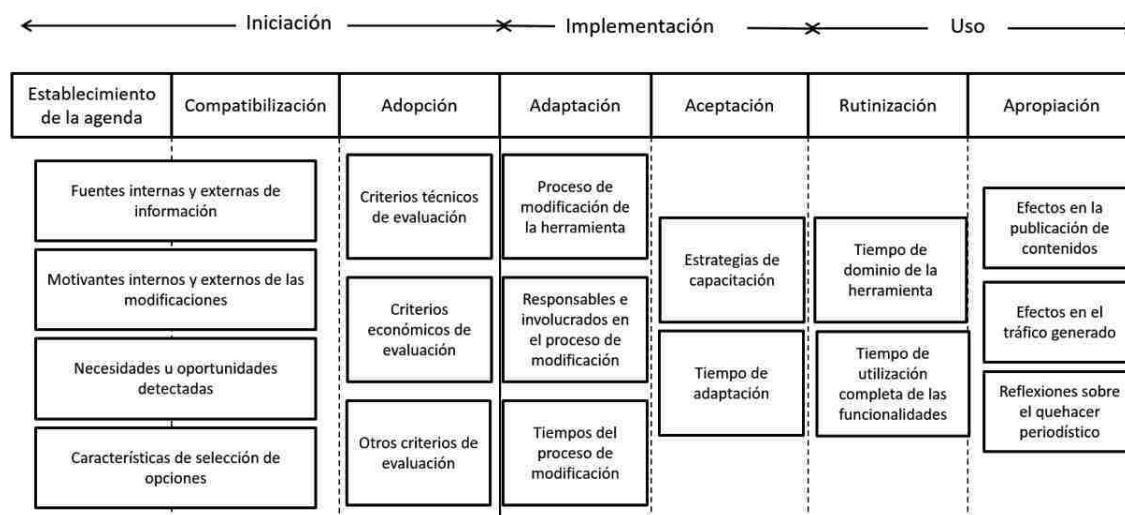 Iniciación
Implementación
Uso
Establecimiento
de la agenda
Compatibilización
Adopción
Adaptación
Aceptación
Rutinización
Apropiación
Fuentes internas y externas de
información
Motivantes internos y externos de las
modificaciones
Necesidades u oportunidades
detectadas
Características de selección de
opciones
Criterios técnicos
de evaluación
Criterios
económicos de
evaluación
Otros criterios de
evaluación
Proceso de
modificación de
la herramienta
Responsables e
involucrados en
el proceso de
modificación
Tiempos del
proceso de
modificación
Estrategias de
capacitación
Tiempo de
adaptación
Tiempo de
dominio de la
herramienta
Tiempo de
utilización
completa de las
funcionalidades
Efectos en la
publicación de
contenidos
Efectos en el
tráfico generado
Reflexiones sobre
el quehacer
periodístico